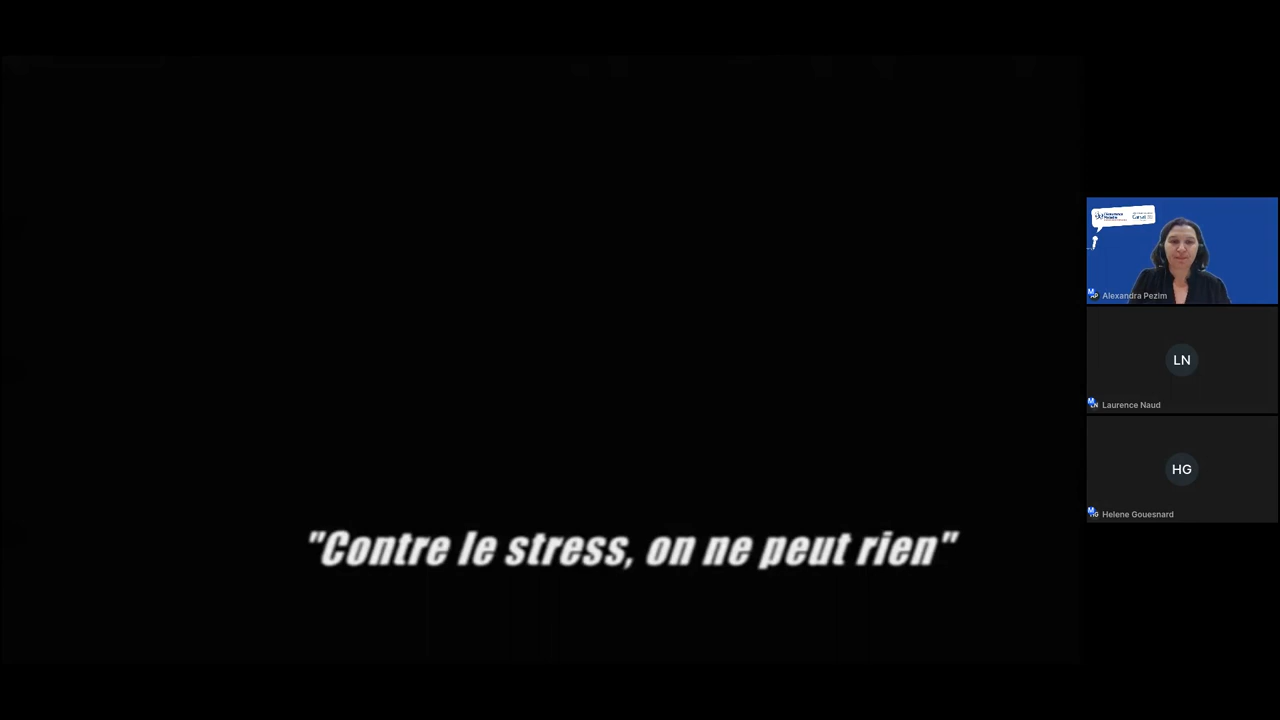 "Contre le stress, on ne peut rien"
Alexandra Pezim
LN
Laurence Naud
HG
Helene Gouesnard